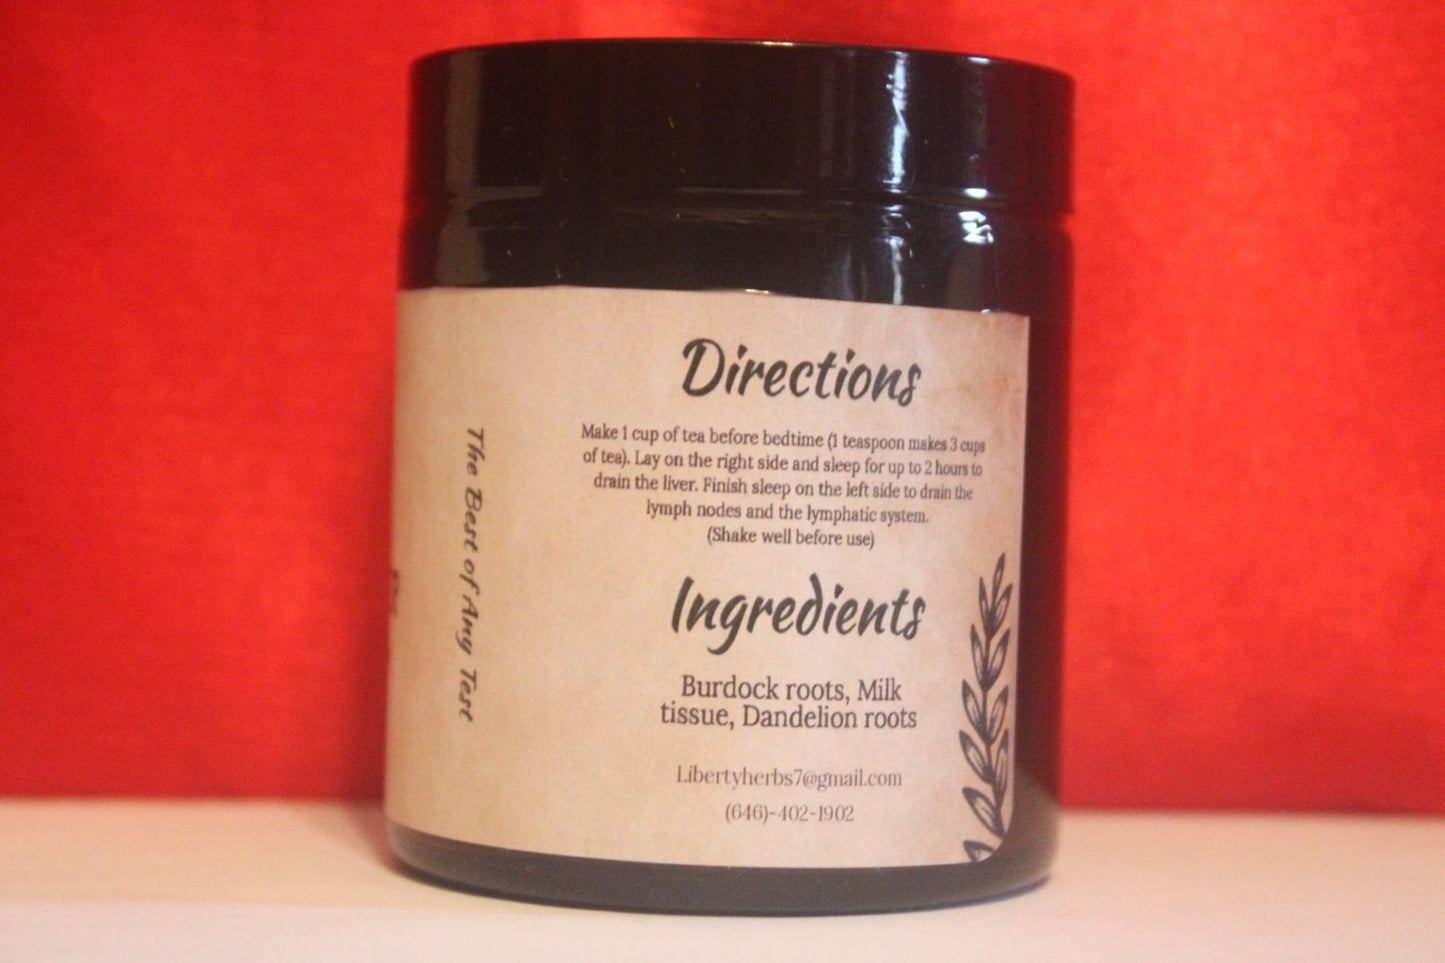 The Best of Any Test
Directions
Make 1 cup of tea before bedtime (1 teaspoon makes 3 cups
of tea). Lay on the right side and sleep for up to 2 hours to
drain the liver. Finish sleep on the left side to drain the
lymph nodes and the lymphatic system.
(Shake well before use)
Ingredients
Burdock roots, Milk
tissue, Dandelion roots
Libertyherbs7@gmail.com
(646)-402-1902